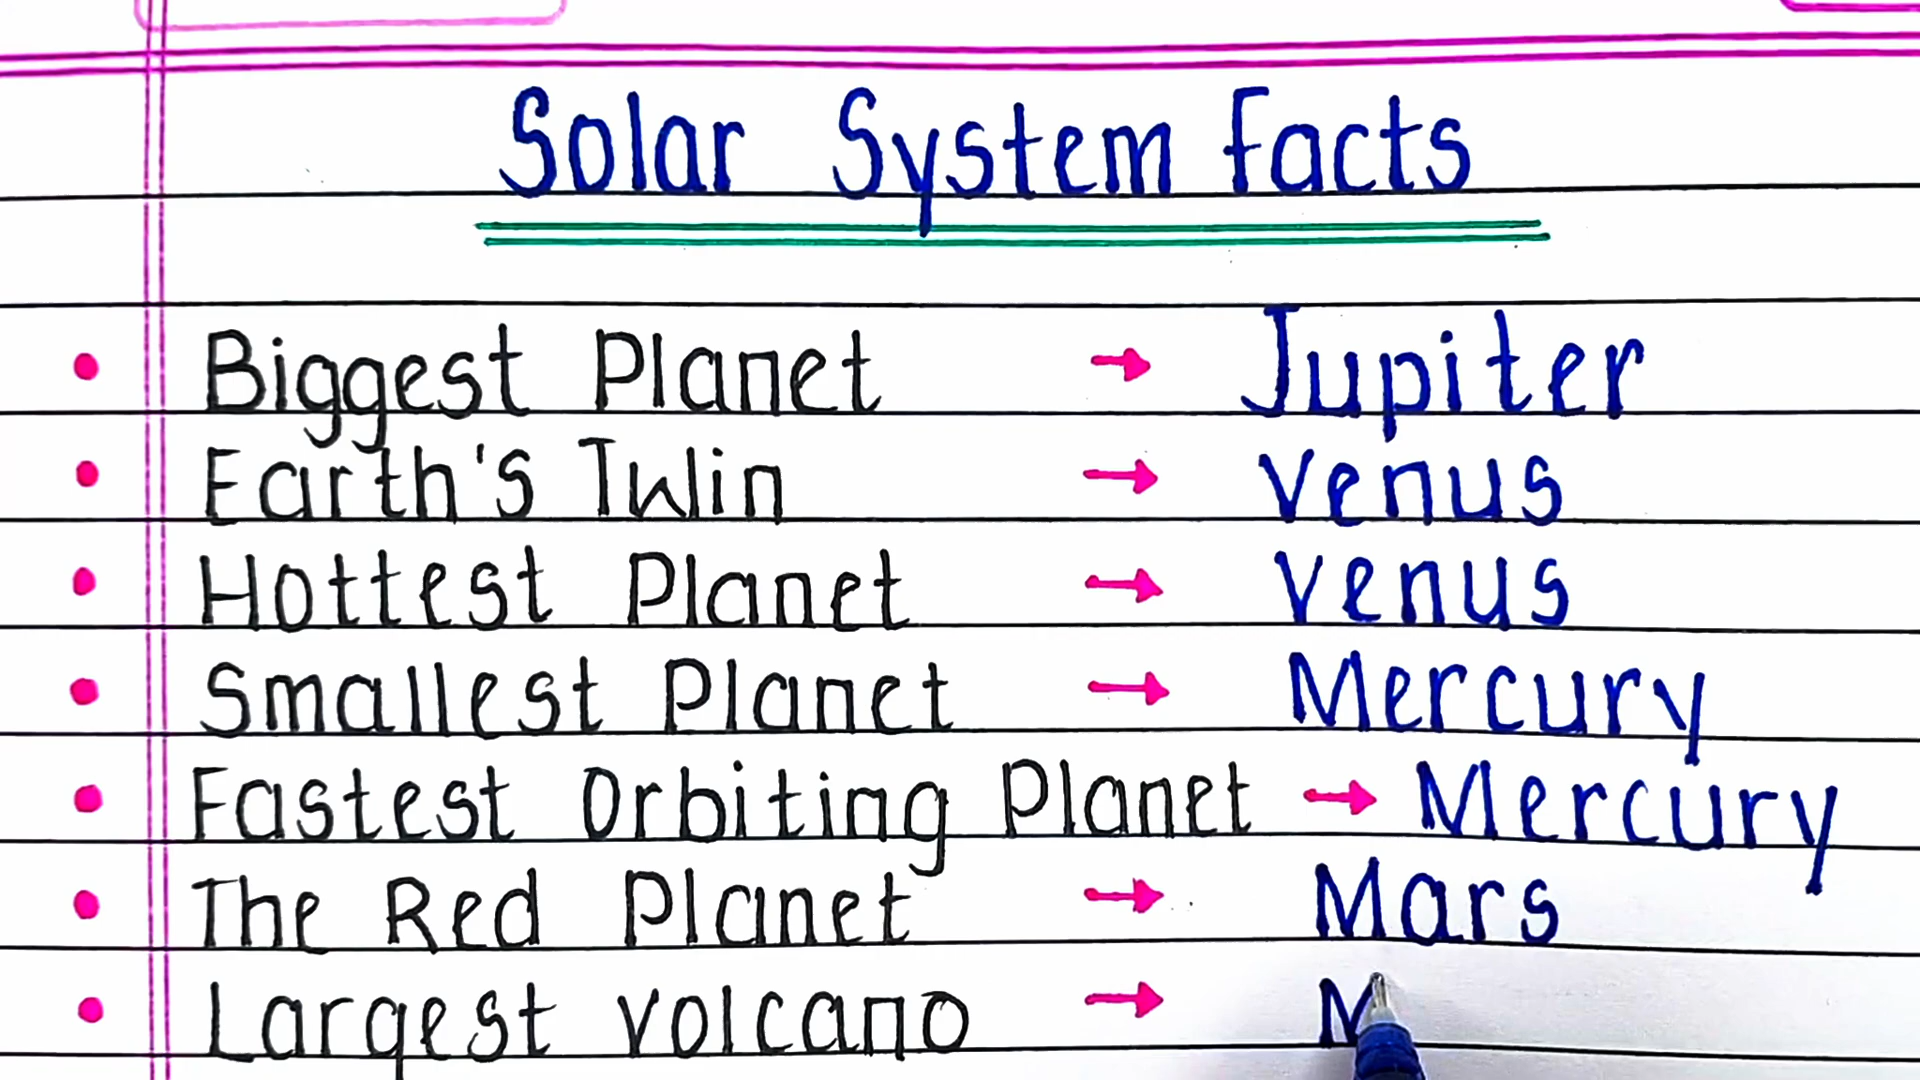 Solar System Facts
• Biggest Planet → Jupiter
• Earth's Twin → Venus
• Hottest Planet → Venus
• Smallest Planet → Mercury
• Fastest Orbiting Planet → Mercury
• The Red Planet → Mars
• Largest volcano → M